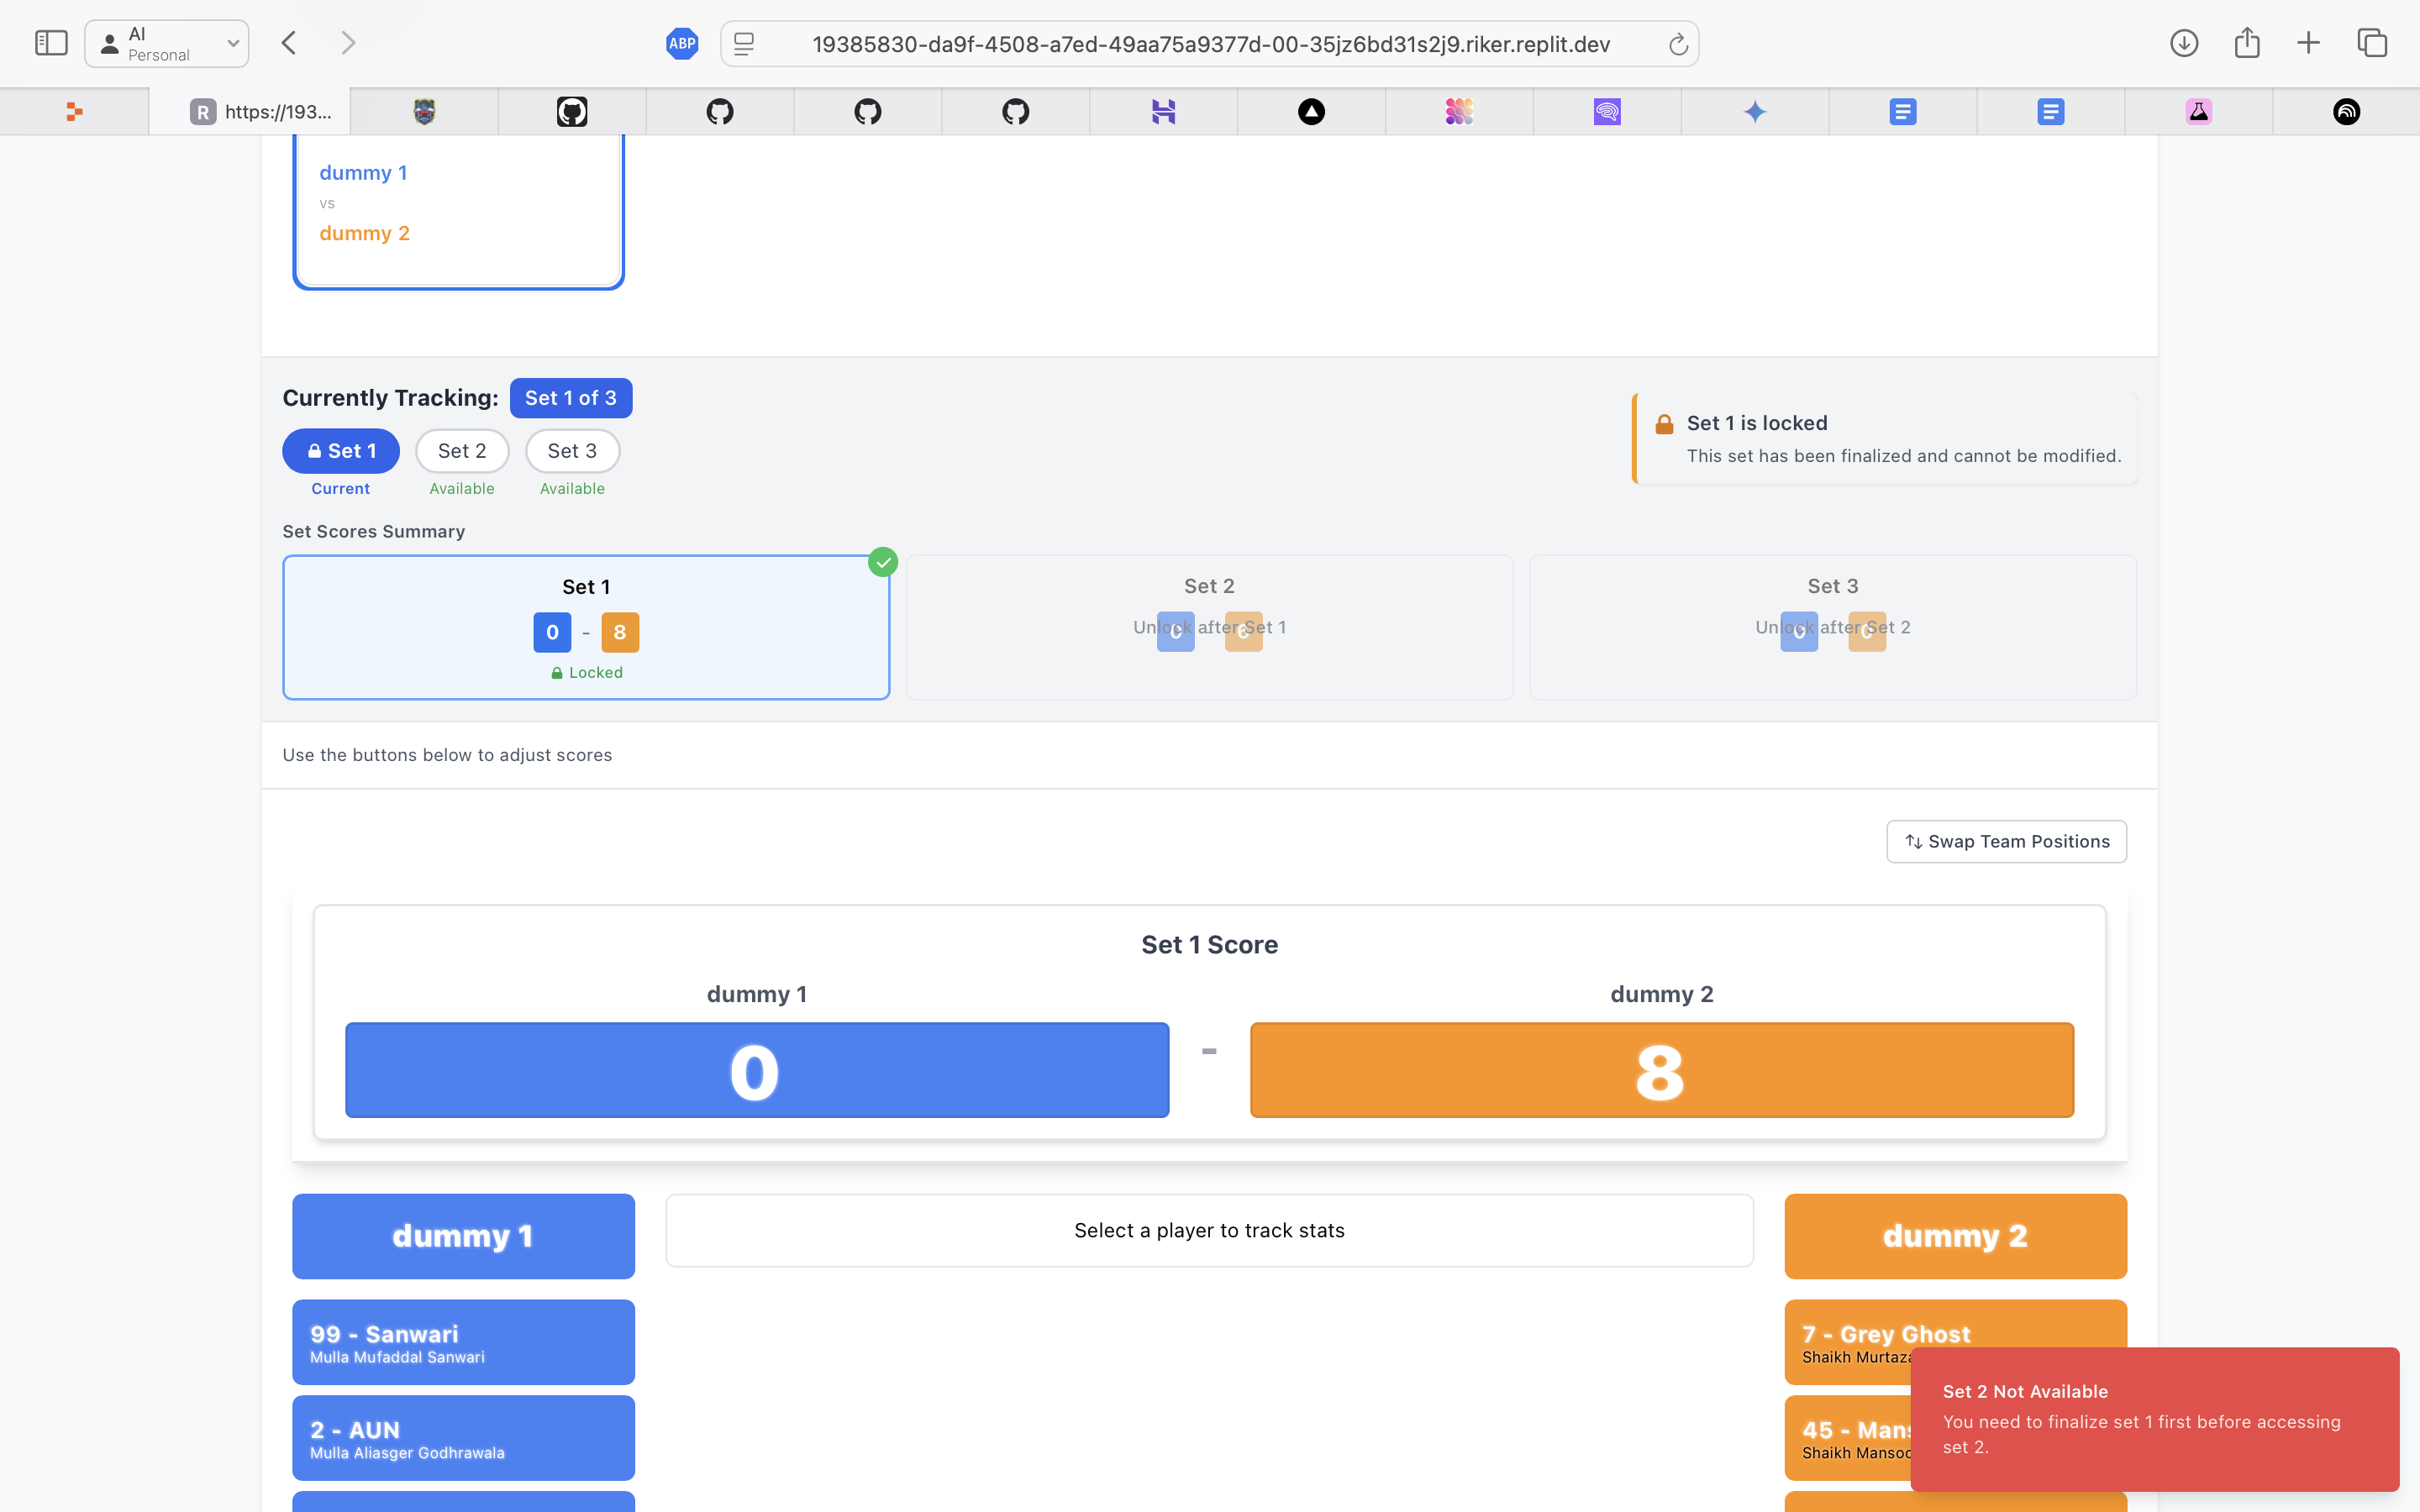 AI
Personal
ABP
19385830-da9f-4508-a7ed-49aa75a9377d-00-35jz6bd31s2j9.riker.replit.dev
R https://193...
dummy 1
vs
dummy 2
Currently Tracking: Set 1 of 3
Set 1 Set 2 Set 3
Current Available Available
Set 1 is locked
This set has been finalized and cannot be modified.
Set Scores Summary
Set 1
0 - 8
Locked
Set 2
Unlock after Set 1
0
Set 3
Unlock after Set 2
0 0
Use the buttons below to adjust scores
Swap Team Positions
Set 1 Score
dummy 1
0
-
dummy 2
8
dummy 1
Select a player to track stats
dummy 2
99 - Sanwari
Mulla Mufaddal Sanwari
2 - AUN
Mulla Aliasger Godhrawala
7 - Grey Ghost
Shaikh Murtaza
45 - Mans
Shaikh Mansoo
Set 2 Not Available
You need to finalize set 1 first before accessing
set 2.